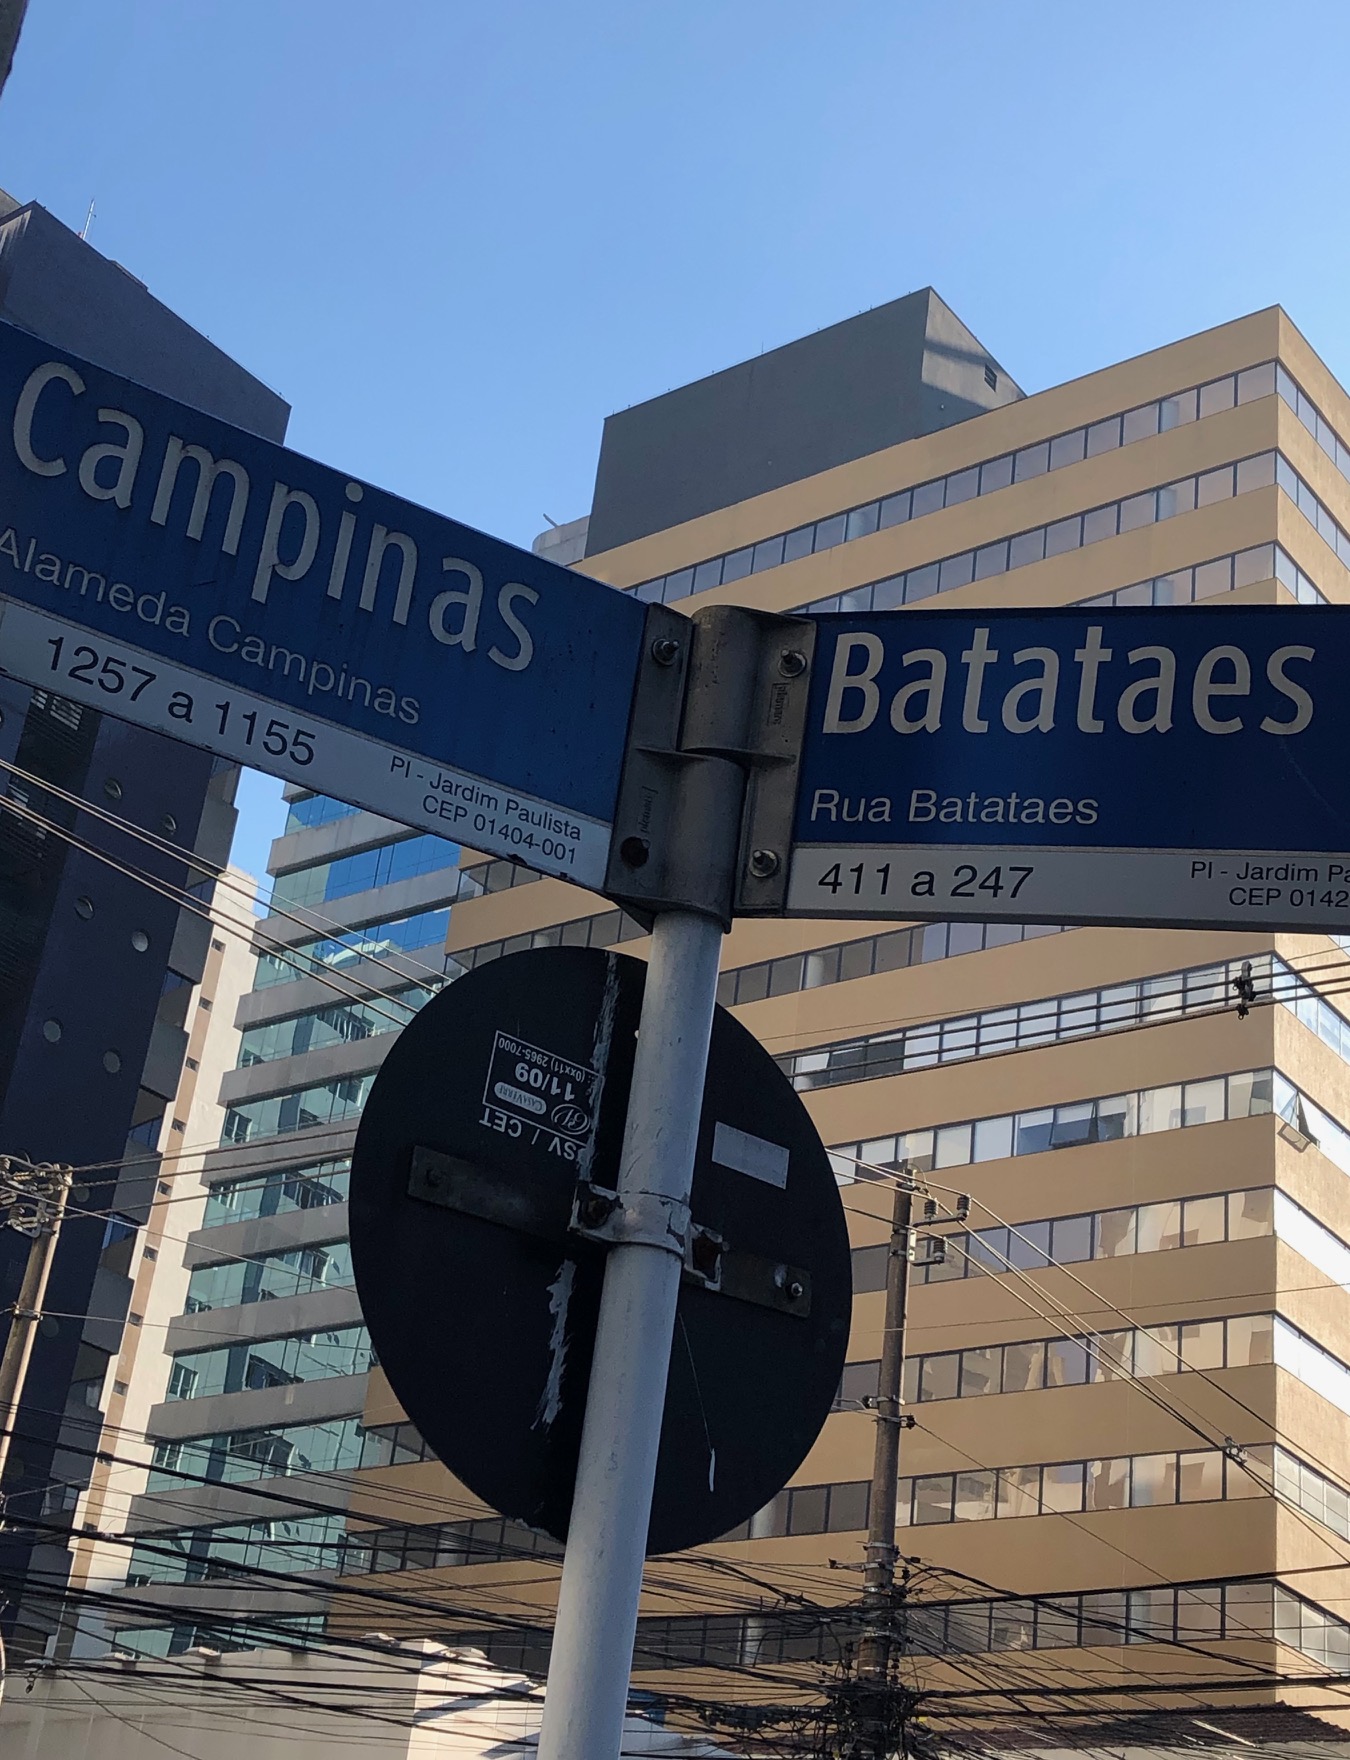 Campinas
Alameda Campinas
1257 a 1155
PI - Jardim Paulista
CEP 01404-001
Batataes
Rua Batataes
411 a 247
PI - Jardim Pa
CEP 0142
DSV / CET
CASAVERRE
11/09
(0xx11) 2965-7000